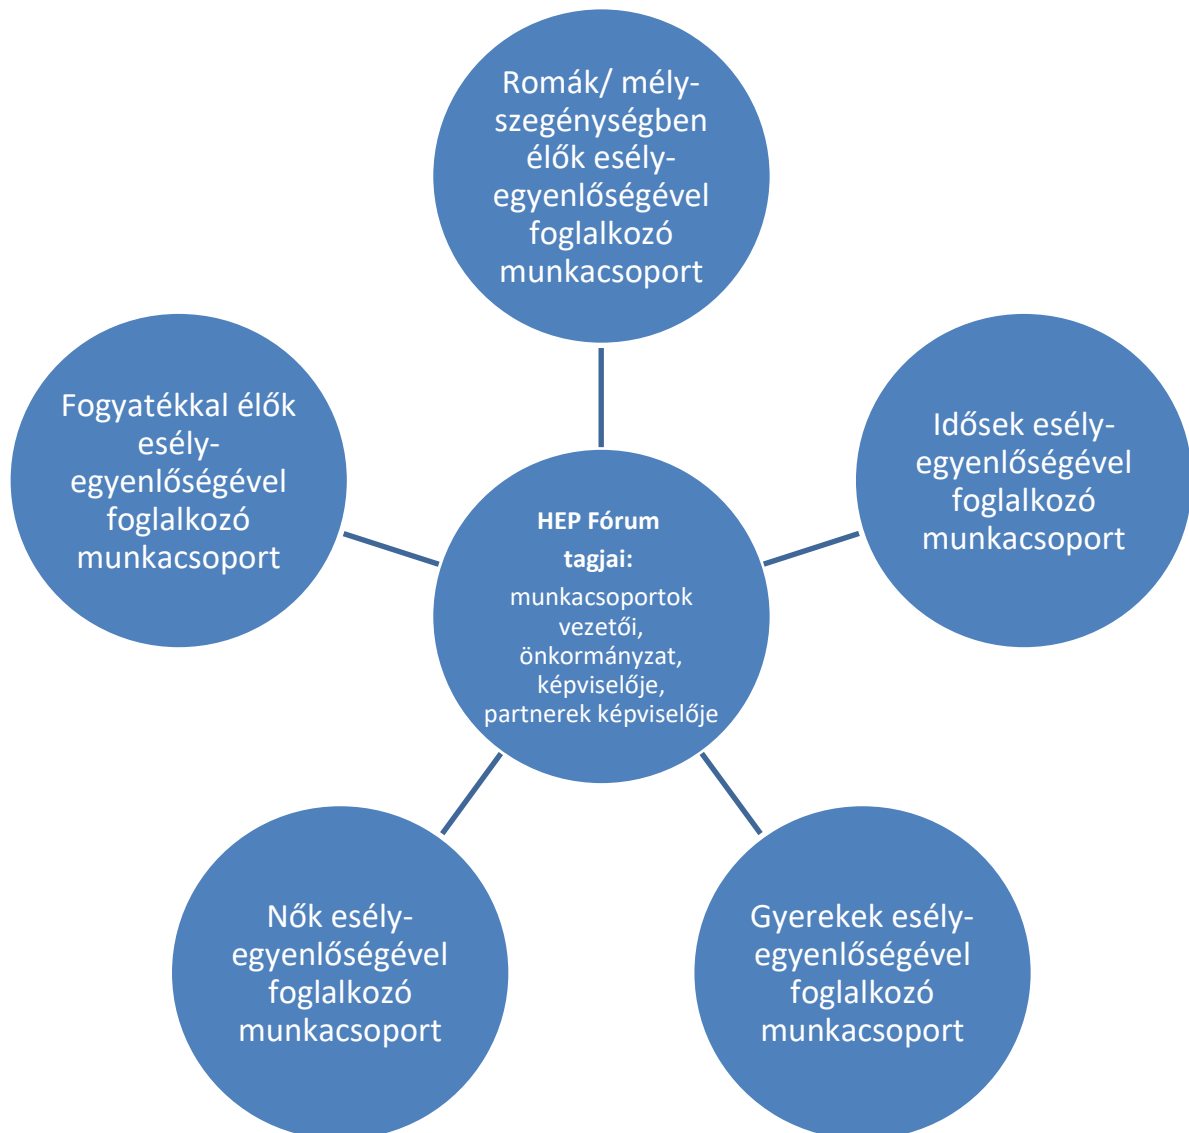 Romák/ mély-
szegénységben
élők esély-
egyenlőségével
foglalkozó
munkacsoport
Fogyatékkal élők
esély-
egyenlőségével
foglalkozó
munkacsoport
Idősek esély-
egyenlőségével
foglalkozó
munkacsoport
HEP Fórum
tagjai:
munkacsoportok
vezetői,
önkormányzat,
képviselője,
partnerek képviselője
Nők esély-
egyenlőségével
foglalkozó
munkacsoport
Gyerekek esély-
egyenlőségével
foglalkozó
munkacsoport